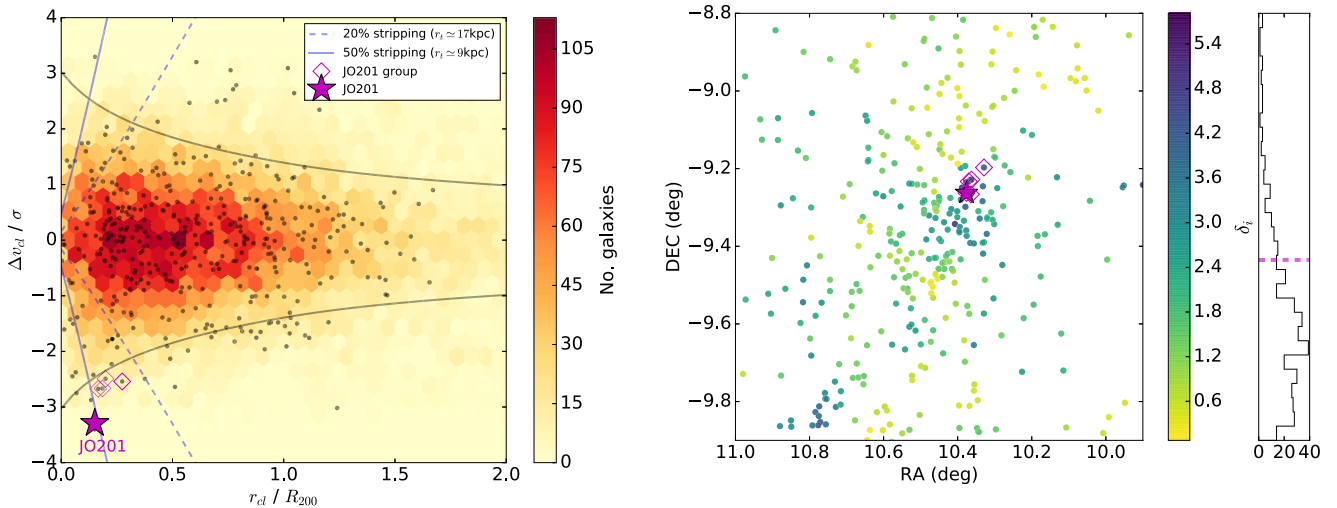 20% stripping (r_t ≃ 17kpc)
50% stripping (r_t ≃ 9kpc)
JO201 group
JO201
JO201
4
3
2
1
0
−1
−2
−3
−4
Δv_cl / σ
0.0 0.5 1.0 1.5 2.0
r_cl / R_200
105
90
75
60
45
30
15
0
No. galaxies
−8.8
−9.0
−9.2
−9.4
−9.6
−9.8
DEC (deg)
11.0 10.8 10.6 10.4 10.2 10.0
RA (deg)
5.4
4.8
4.2
3.6
3.0
2.4
1.8
1.2
0.6
δ_i
0 20 40